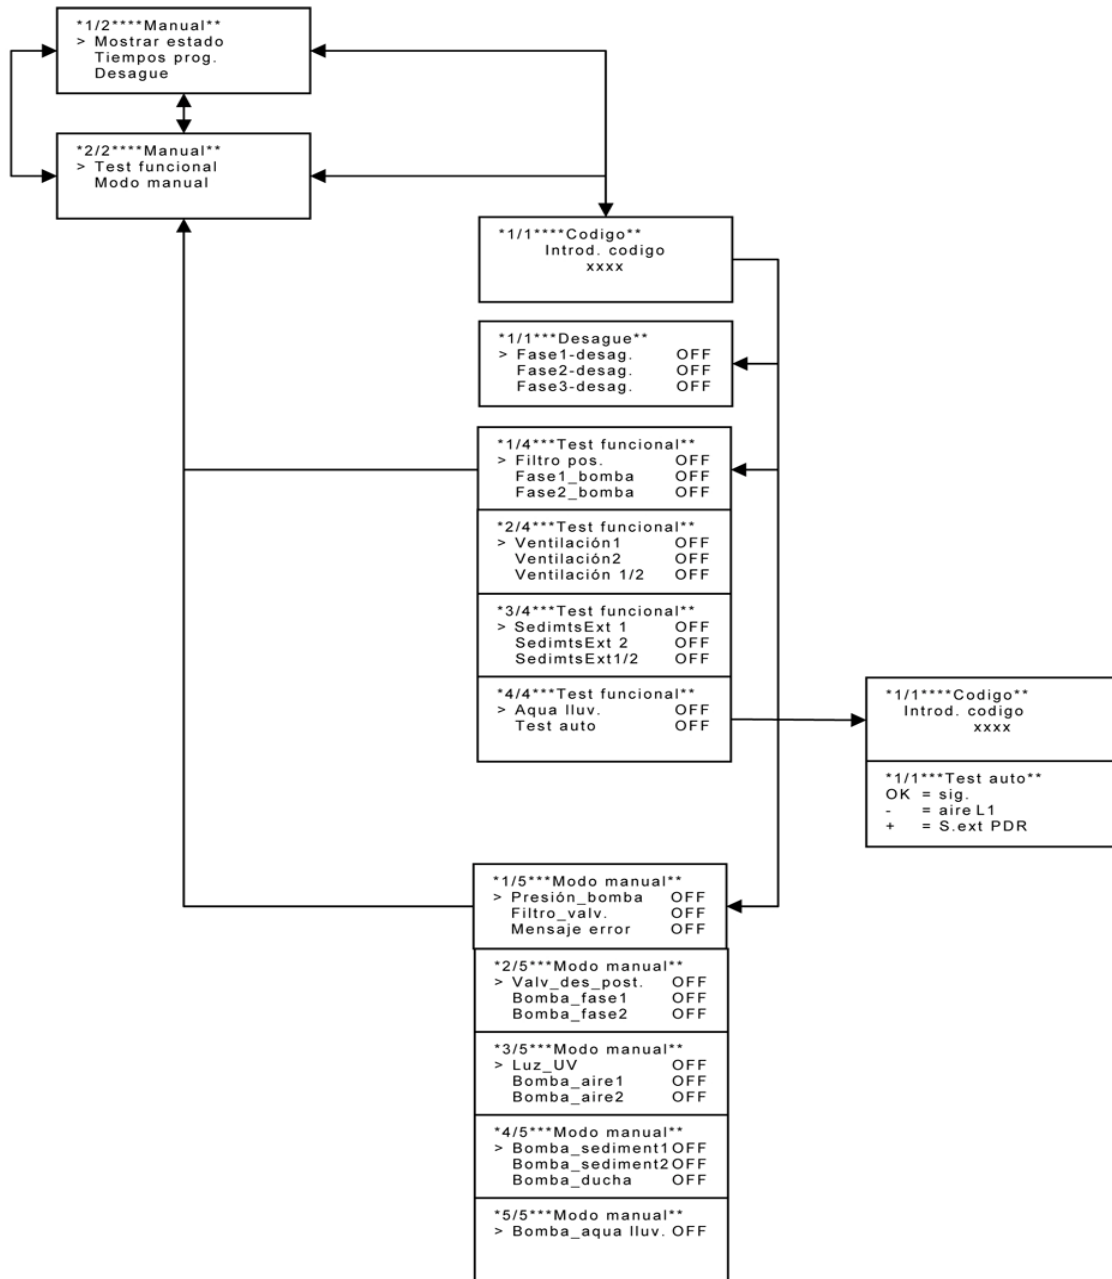 *1/2****Manual**
> Mostrar estado
Tiempos prog.
Desague
*2/2****Manual**
> Test funcional
Modo manual
*1/1****Codigo**
Introd. codigo
xxxx
*1/1***Desague**
> Fase1-desag. OFF
Fase2-desag. OFF
Fase3-desag. OFF
*1/4***Test funcional**
> Filtro pos. OFF
Fase1_bomba OFF
Fase2_bomba OFF
*2/4***Test funcional**
> Ventilación1 OFF
Ventilación2 OFF
Ventilación 1/2 OFF
*3/4***Test funcional**
> SedimtsExt 1 OFF
SedimtsExt 2 OFF
SedimtsExt1/2 OFF
*4/4***Test funcional**
> Aqua lluv. OFF
Test auto OFF
*1/1****Codigo**
Introd. codigo
xxxx
*1/1***Test auto**
OK = sig.
- = aire L1
+ = S.ext PDR
*1/5***Modo manual**
> Presión_bomba OFF
Filtro_valv. OFF
Mensaje error OFF
*2/5***Modo manual**
> Valv_des_post. OFF
Bomba_fase1 OFF
Bomba_fase2 OFF
*3/5***Modo manual**
> Luz_UV OFF
Bomba_aire1 OFF
Bomba_aire2 OFF
*4/5***Modo manual**
> Bomba_sediment1OFF
Bomba_sediment2OFF
Bomba_ducha OFF
*5/5***Modo manual**
> Bomba_aqua lluv. OFF